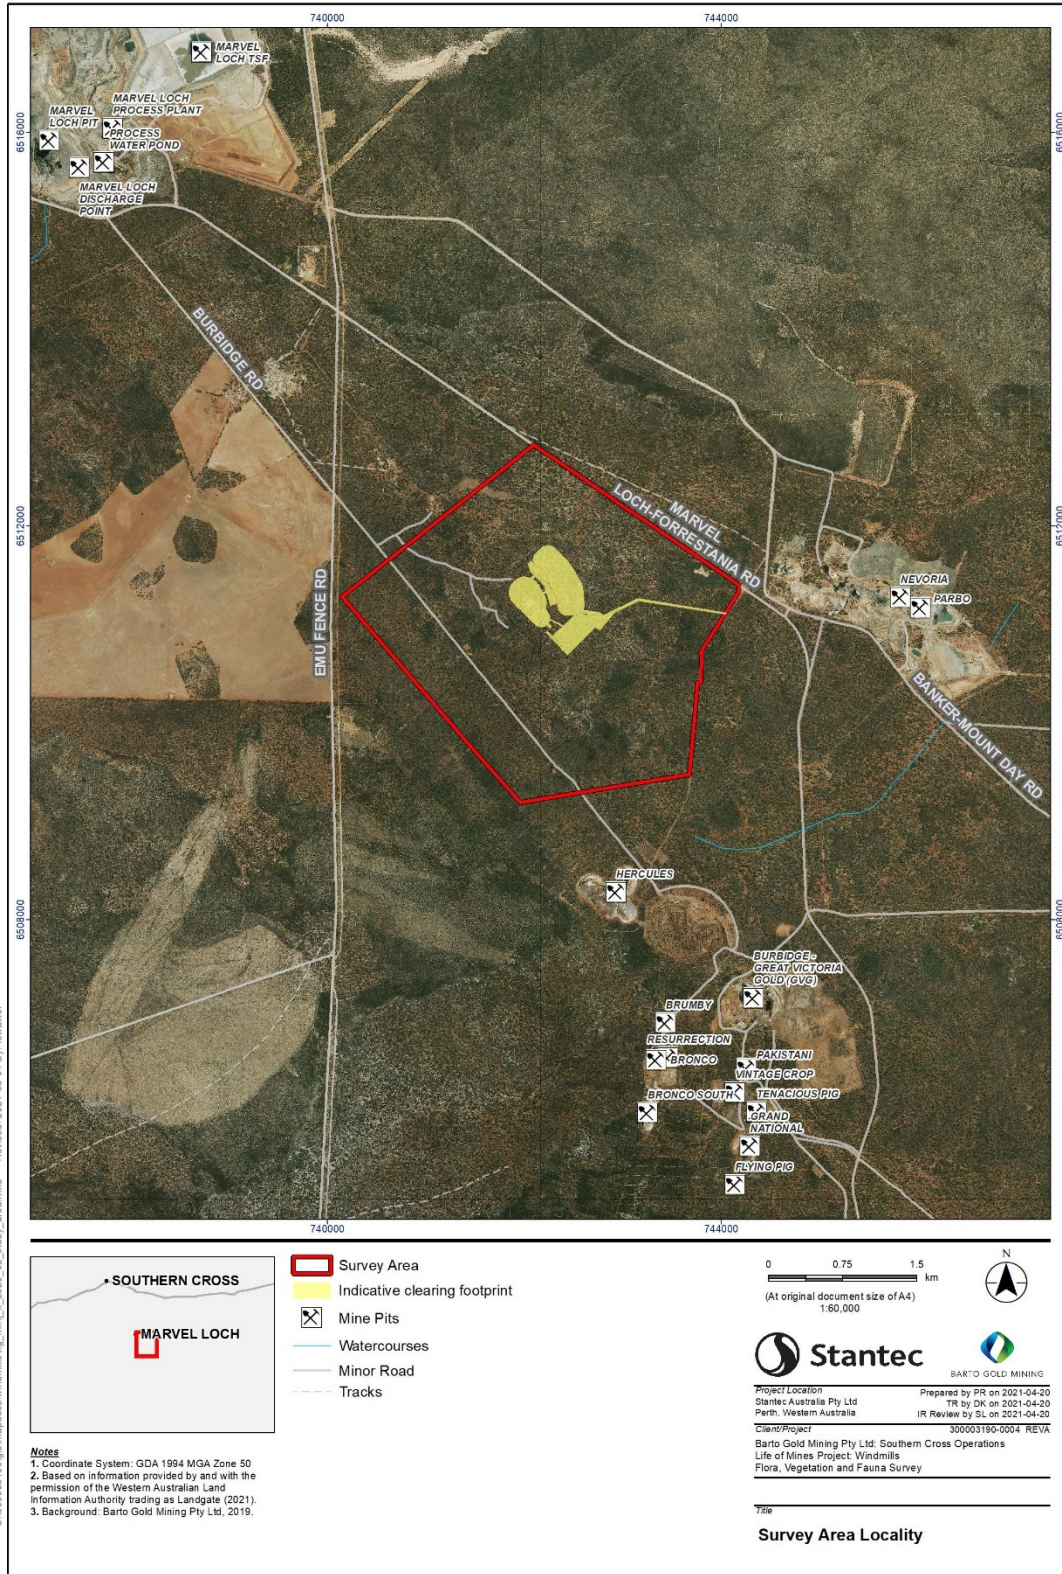 740000
744000
MARVEL
LOCH TSF
MARVEL LOCH
PROCESS PLANT
MARVEL
LOCH PIT
PROCESS
WATER POND
6516000
6516000
MARVEL LOCH
DISCHARGE
POINT
BURBIDGE RD
MARVEL
LOCH-FORRESTANIA RD
6512000
6512000
EMU FENCE RD
NEVORIA
PARBO
BANKER-MOUNT DAY RD
HERCULES
6508000
6508000
BURBIDGE -
GREAT VICTORIA
GOLD (GVG)
BRUMBY
RESURRECTION
BRONCO
PAKISTANI
VINTAGE CROP
BRONCO SOUTH
TENACIOUS PIG
GRAND
NATIONAL
FLYING PIG
740000
744000
SOUTHERN CROSS
MARVEL LOCH
Survey Area
Indicative clearing footprint
Mine Pits
Watercourses
Minor Road
Tracks
0 0.75 1.5
km
(At original document size of A4)
1:60,000
N
Stantec
BARTO GOLD MINING
Project Location
Stantec Australia Pty Ltd
Perth, Western Australia
Prepared by PR on 2021-04-20
TR by DK on 2021-04-20
IR Review by SL on 2021-04-20
Client/Project 300003190-0004 REVA
Barto Gold Mining Pty Ltd: Southern Cross Operations
Life of Mines Project: Windmills
Flora, Vegetation and Fauna Survey
Title
Survey Area Locality
Notes
1. Coordinate System: GDA 1994 MGA Zone 50
2. Based on information provided by and with the
permission of the Western Australian Land
Information Authority trading as Landgate (2021).
3. Background: Barto Gold Mining Pty Ltd, 2019.